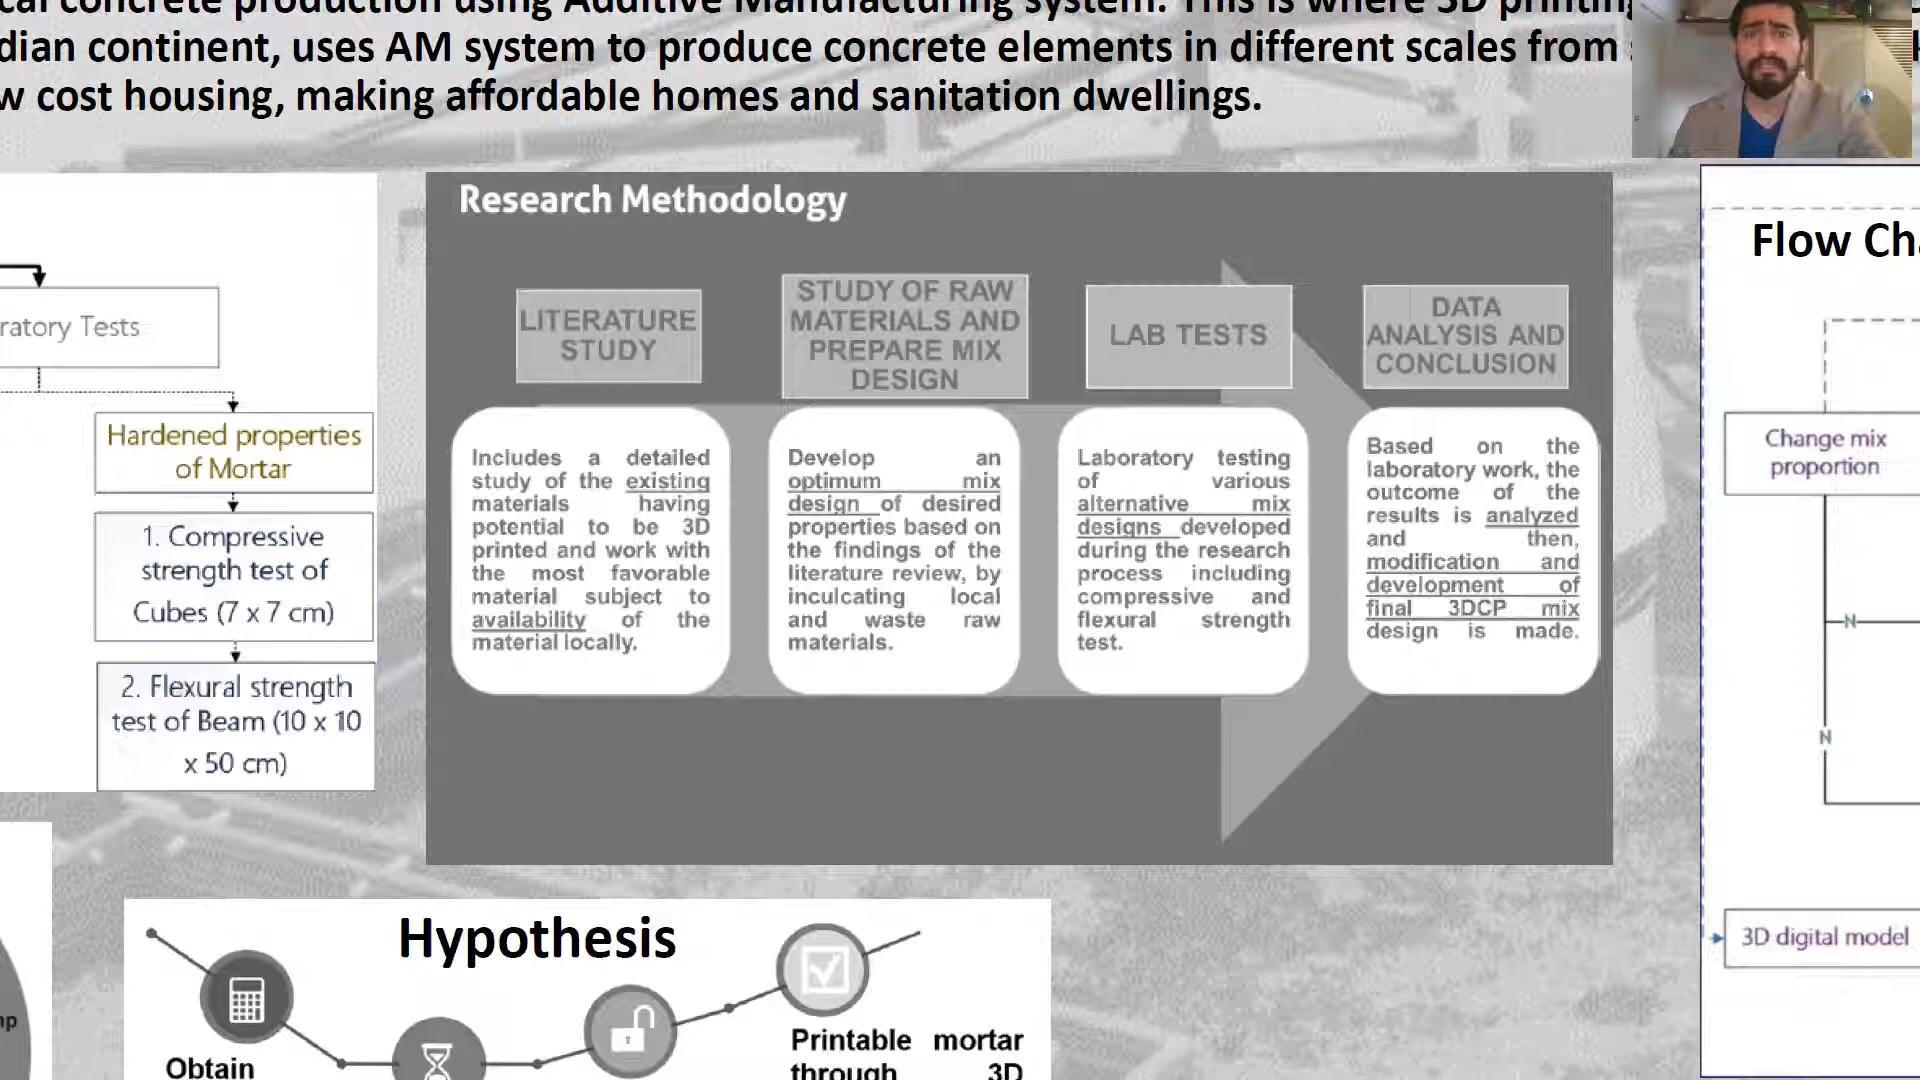 cal concrete production using Additive Manufacturing system. This is where 3D printing
dian continent, uses AM system to produce concrete elements in different scales from
w cost housing, making affordable homes and sanitation dwellings.
ratory Tests
Hardened properties
of Mortar
1. Compressive
strength test of
Cubes (7 x 7 cm)
2. Flexural strength
test of Beam (10 x 10
x 50 cm)
Research Methodology
LITERATURE
STUDY
Includes a detailed
study of the existing
materials having
potential to be 3D
printed and work with
the most favorable
material subject to
availability of the
material locally.
STUDY OF RAW
MATERIALS AND
PREPARE MIX
DESIGN
Develop an
optimum mix
design of desired
properties based on
the findings of the
literature review, by
inculcating local
and waste raw
materials.
LAB TESTS
Laboratory testing
of various
alternative mix
designs developed
during the research
process including
compressive and
flexural strength
test.
DATA
ANALYSIS AND
CONCLUSION
Based on the
laboratory work, the
outcome of the
results is analyzed
and then,
modification and
development of
final 3DCP mix
design is made.
Flow Cha
Change mix
proportion
N
N
3D digital model
Hypothesis
Obtain
Printable mortar
through 3D